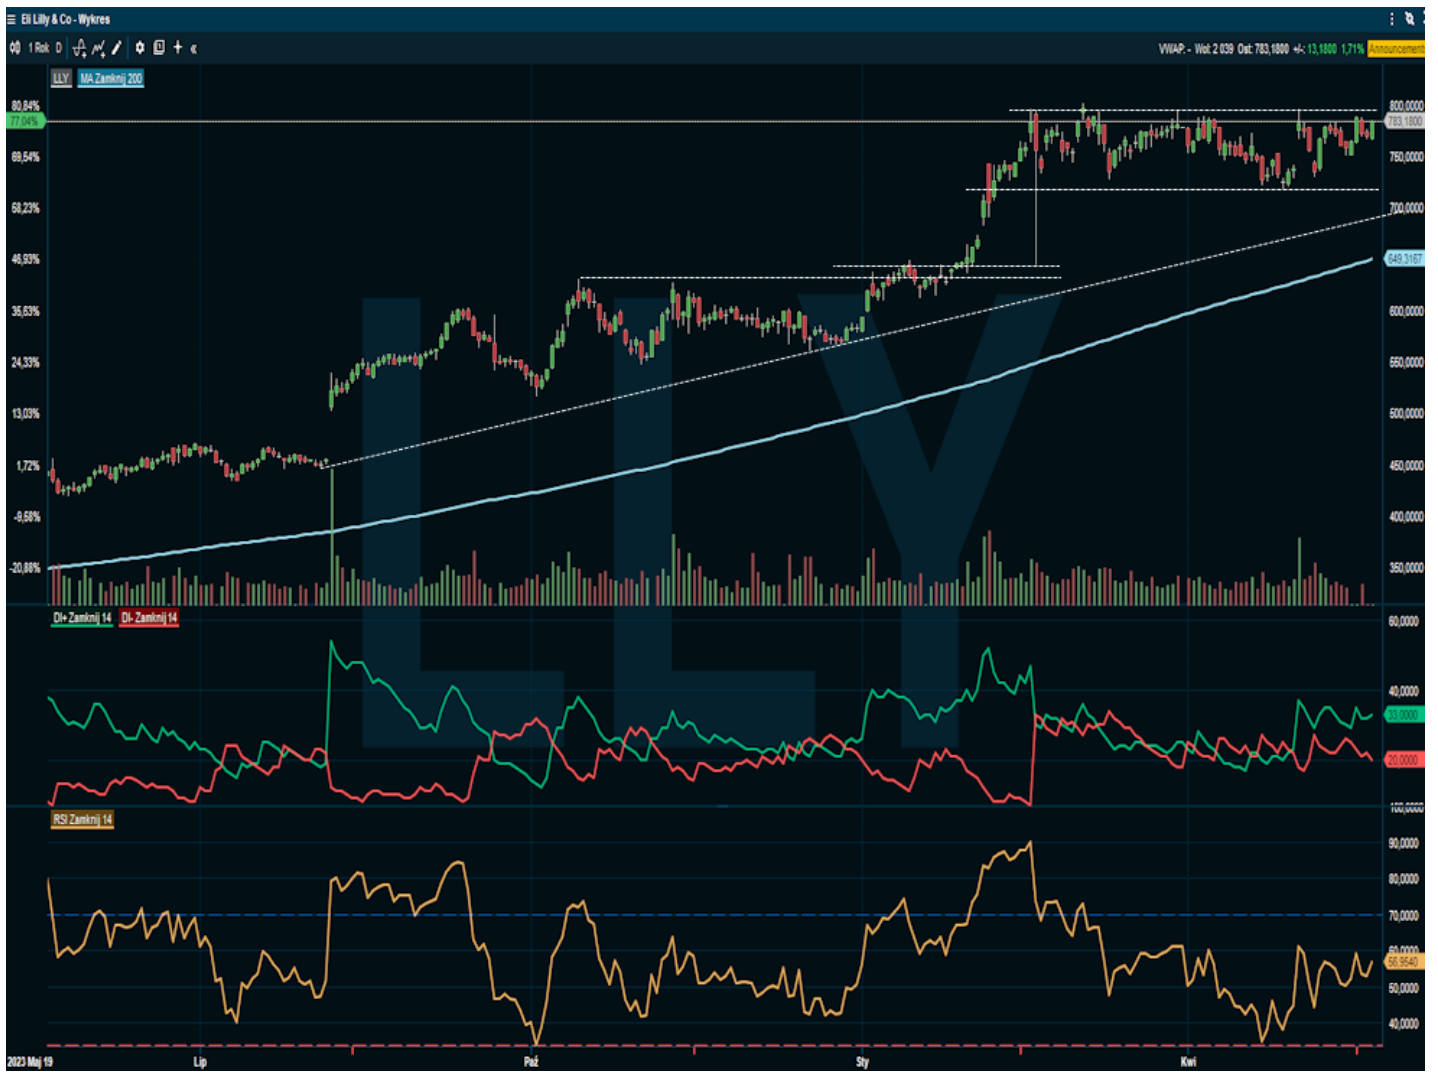 Eli Lilly & Co - Wykres
1 Rok D
VWAP: - Wol: 2 039 Ost: 783,1800 +/-: 13,1800 1,71% Announcement
LLY MA Zamknij 200
80,84% 800,0000
77,04% 783,1800
69,54% 750,0000
58,23% 700,0000
46,93% 649,3167
35,63% 600,0000
24,33% 550,0000
13,03% 500,0000
1,72% 450,0000
-9,58% 400,0000
-20,88% 350,0000
LLY
DI+ Zamknij 14 DI- Zamknij 14
60,0000
40,0000
33,0000
20,0000
100,0000
RSI Zamknij 14
90,0000
80,0000
70,0000
60,0000
56,9540
50,0000
40,0000
2023 Maj 19 Lip Paź Sty Kwi